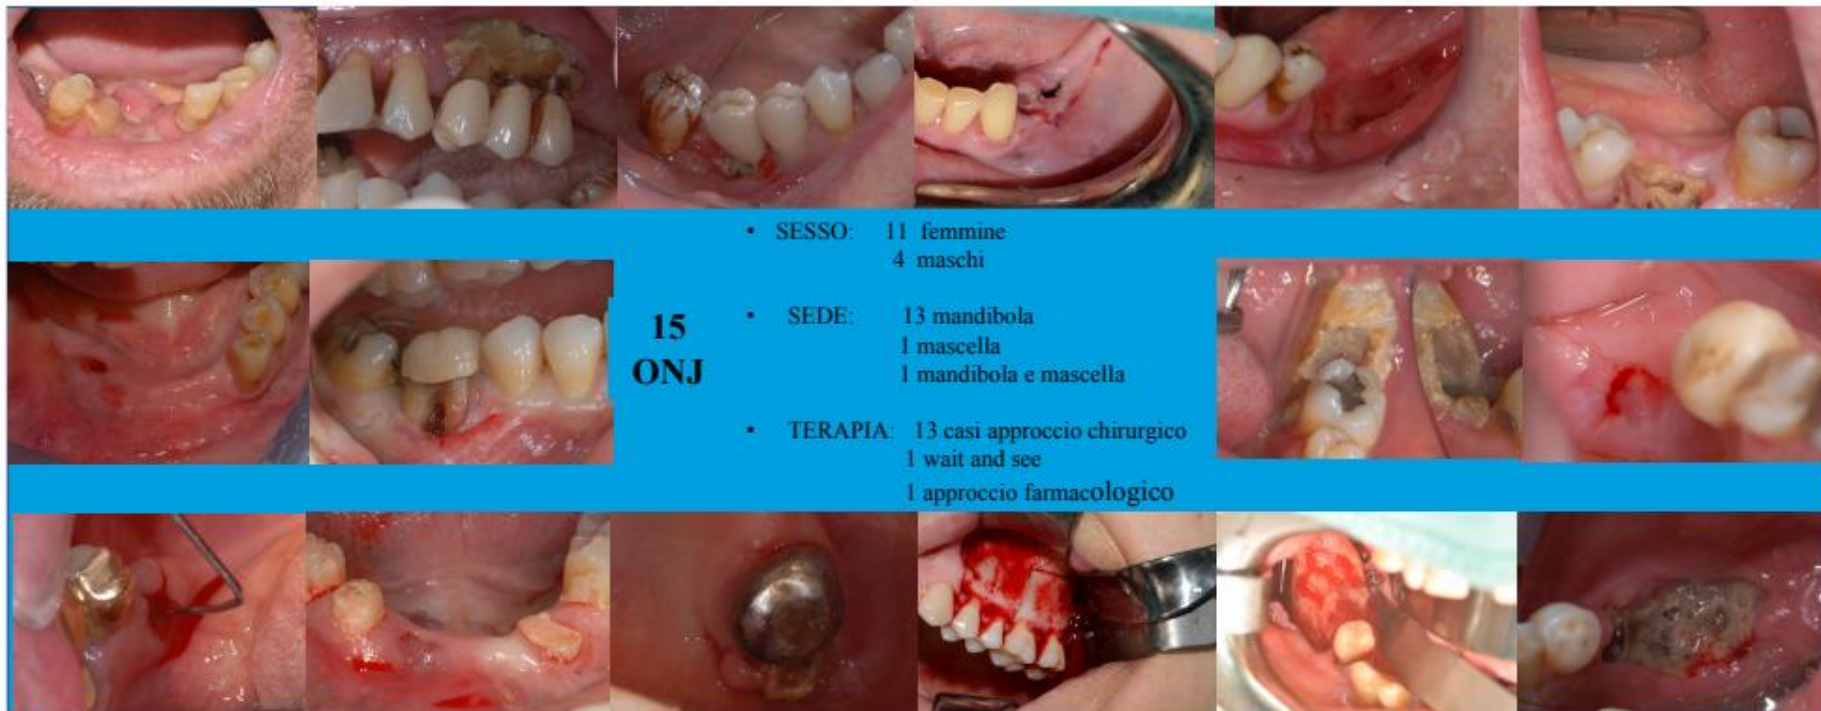 15
ONJ
• SESSO: 11 femmine
4 maschi
• SEDE: 13 mandibola
1 mascella
1 mandibola e mascella
• TERAPIA: 13 casi approccio chirurgico
1 wait and see
1 approccio farmacologico